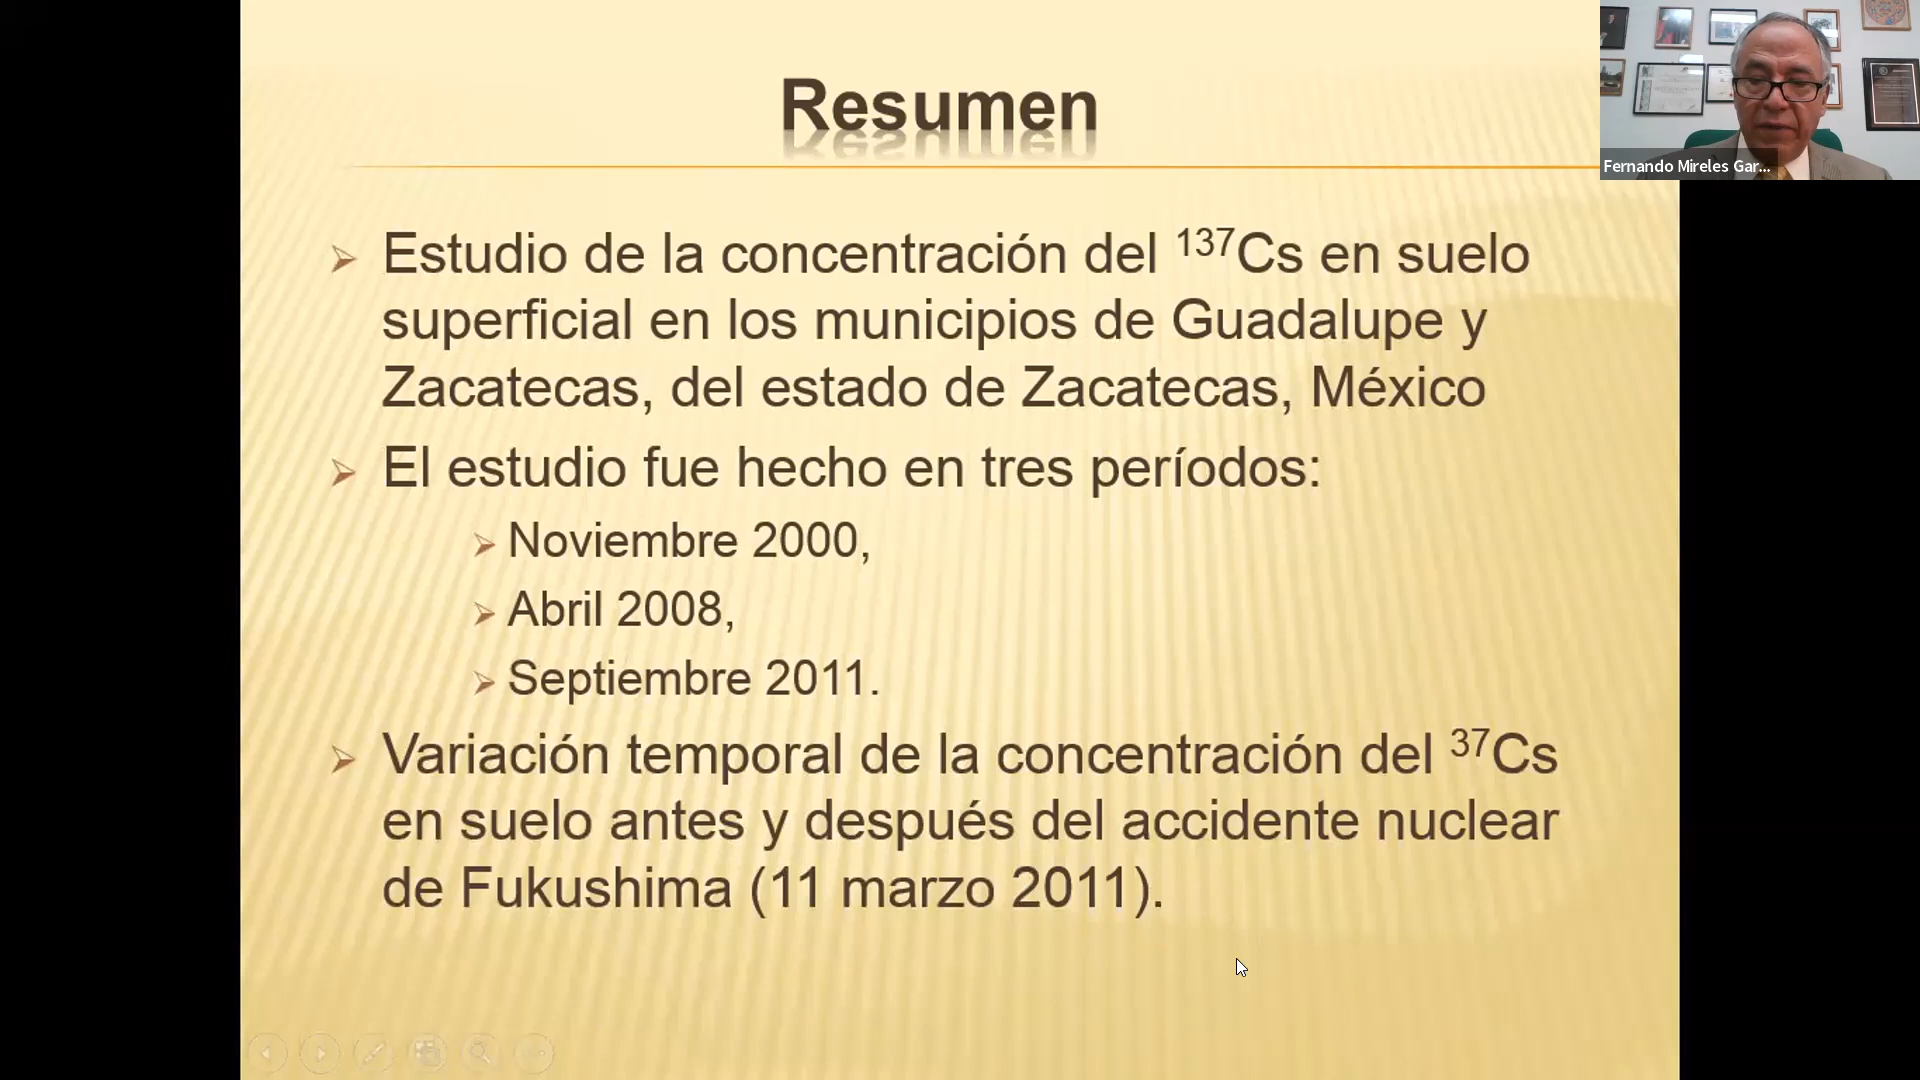 Resumen
Fernando Mireles Gar...
Estudio de la concentración del ¹³⁷Cs en suelo
superficial en los municipios de Guadalupe y
Zacatecas, del estado de Zacatecas, México
El estudio fue hecho en tres períodos:
Noviembre 2000,
Abril 2008,
Septiembre 2011.
Variación temporal de la concentración del ³⁷Cs
en suelo antes y después del accidente nuclear
de Fukushima (11 marzo 2011).